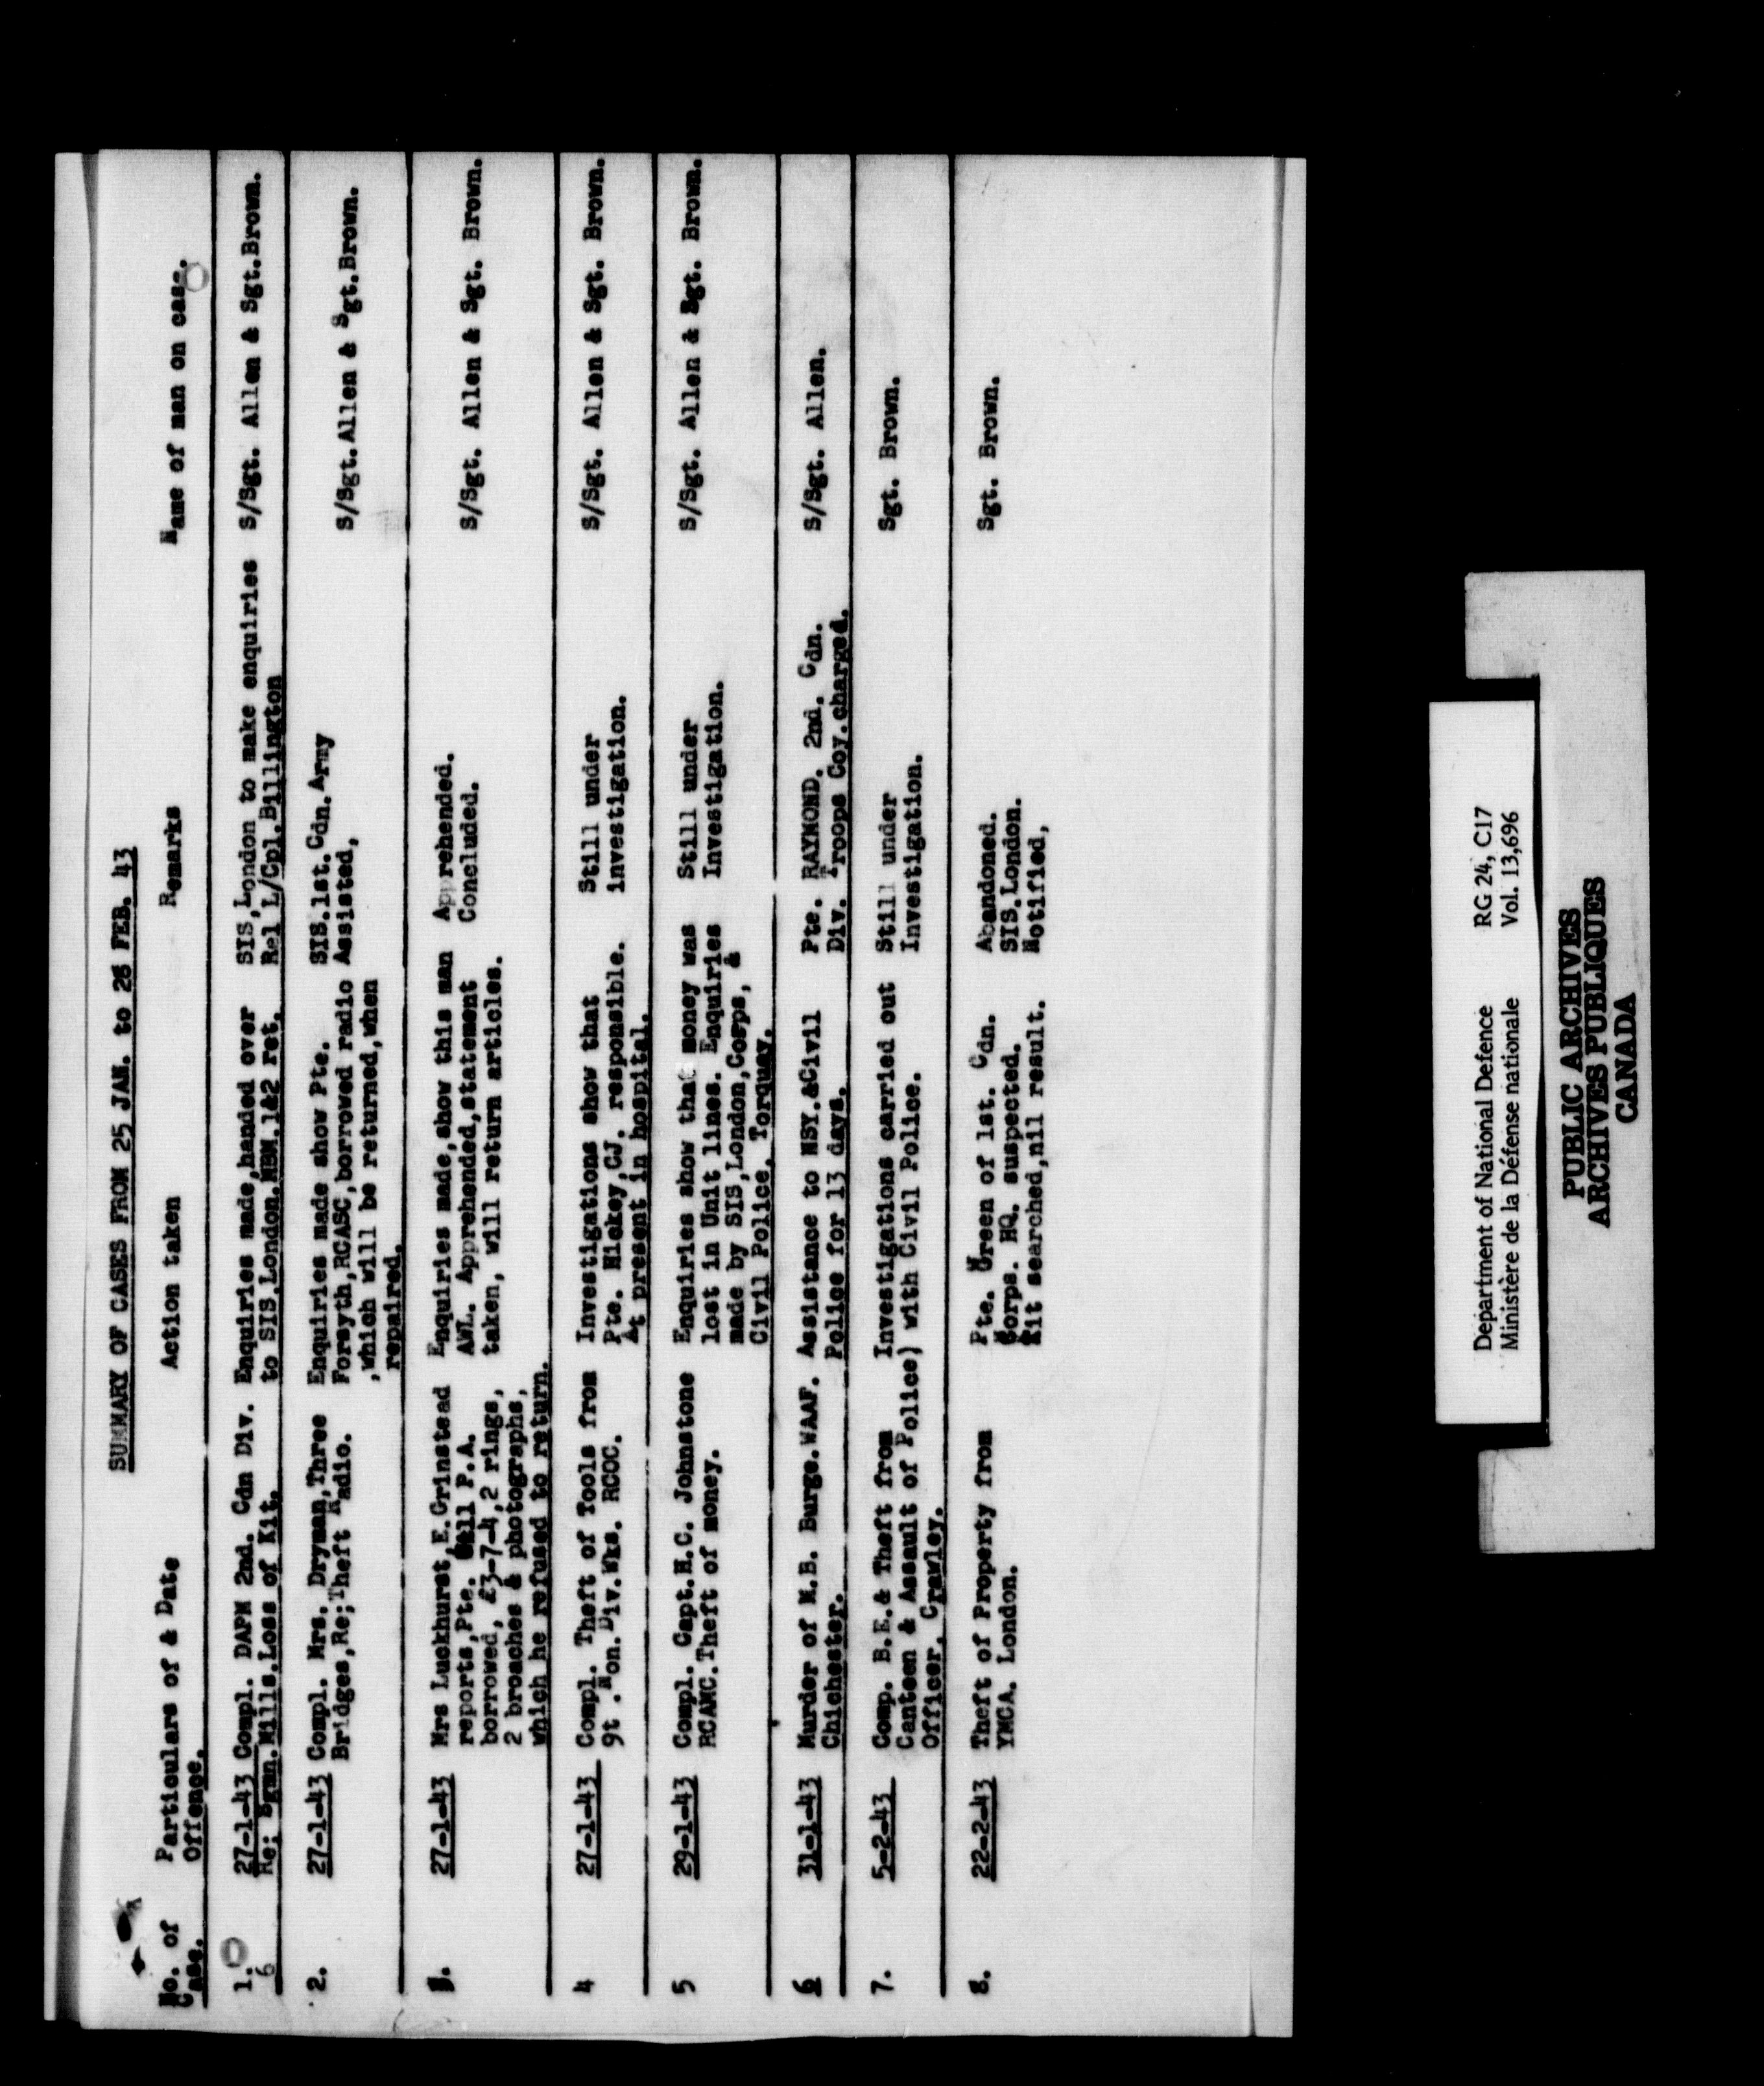 SUMMARY OF CASES FROM 25 JAN. to 28 FEB. 43
No. of Case. Particulars of & Date Offence. Action taken Remarks Name of man on case.
1. 27-1-43 Compl. DAPM 2nd. Cdn Div. Enquiries made,handed over SIS,London to make enquiries S/Sgt. Allen & Sgt.Brown.
6 Re; Bgmn.Mills.Loss of Kit. to SIS.London.MBM.1&2 ret. Rel L/Cpl.Billington
2. 27-1-43 Compl. Mrs. Dryman,Three Enquiries made show Pte. SIS.1st.Cdn.Army
Bridges,Re;Theft Radio. Forsyth,RCASC,borrowed radio Assisted, S/Sgt.Allen & Sgt.Brown.
,which will be returned,when
repaired.
3. 27-1-43 Mrs Luckhurst,E.Grinstead Enquiries made,show this man Apprehended.
reports,Pte. Gall P.A. AWL. Apprehended,statement Concluded. S/Sgt. Allen & Sgt. Brown.
borrowed, £3-7-4,2 rings, taken, will return articles.
2 broaches & photographs,
which he refused to return.
4 27-1-43 Compl. Theft of Tools from Investigations show that Still under S/Sgt. Allen & Sgt. Brown.
9t .Mon.Div.Wks. RCOC. Pte. Hickey,CJ. responsible. investigation.
At present in hospital.
5 29-1-43 Compl. Capt.H.C. Johnstone Enquiries show that money was Still under S/Sgt. Allen & Sgt. Brown.
RCAMC.Theft of money. lost in Unit lines. Enquiries Investigation.
made by SIS,London,Corps, &
Civil Police. Torquay.
6 31-1-43 Murder of M.B. Burge.WAAF. Assistance to NSY.&Civil Pte. RAYMOND. 2nd. Cdn. S/Sgt. Allen.
Chichester. Police for 13 days. Div. Troops Coy.charged.
7. 5-2-43 Comp. B.E.& Theft from Investigations carried out Still under Sgt. Brown.
Canteen & Assault of Police) with Civil Police. Investigation.
Officer. Crawley.
8. 22-2-43 Theft of Property from Pte. Green of 1st. Cdn. Abandoned. Sgt. Brown.
YMCA. London. Corps. HQ. suspected. SIS.London.
Kit searched,nil result. Notified,
Department of National Defence RG 24, C17
Ministère de la Défense nationale Vol. 13,696
PUBLIC ARCHIVES
ARCHIVES PUBLIQUES
CANADA